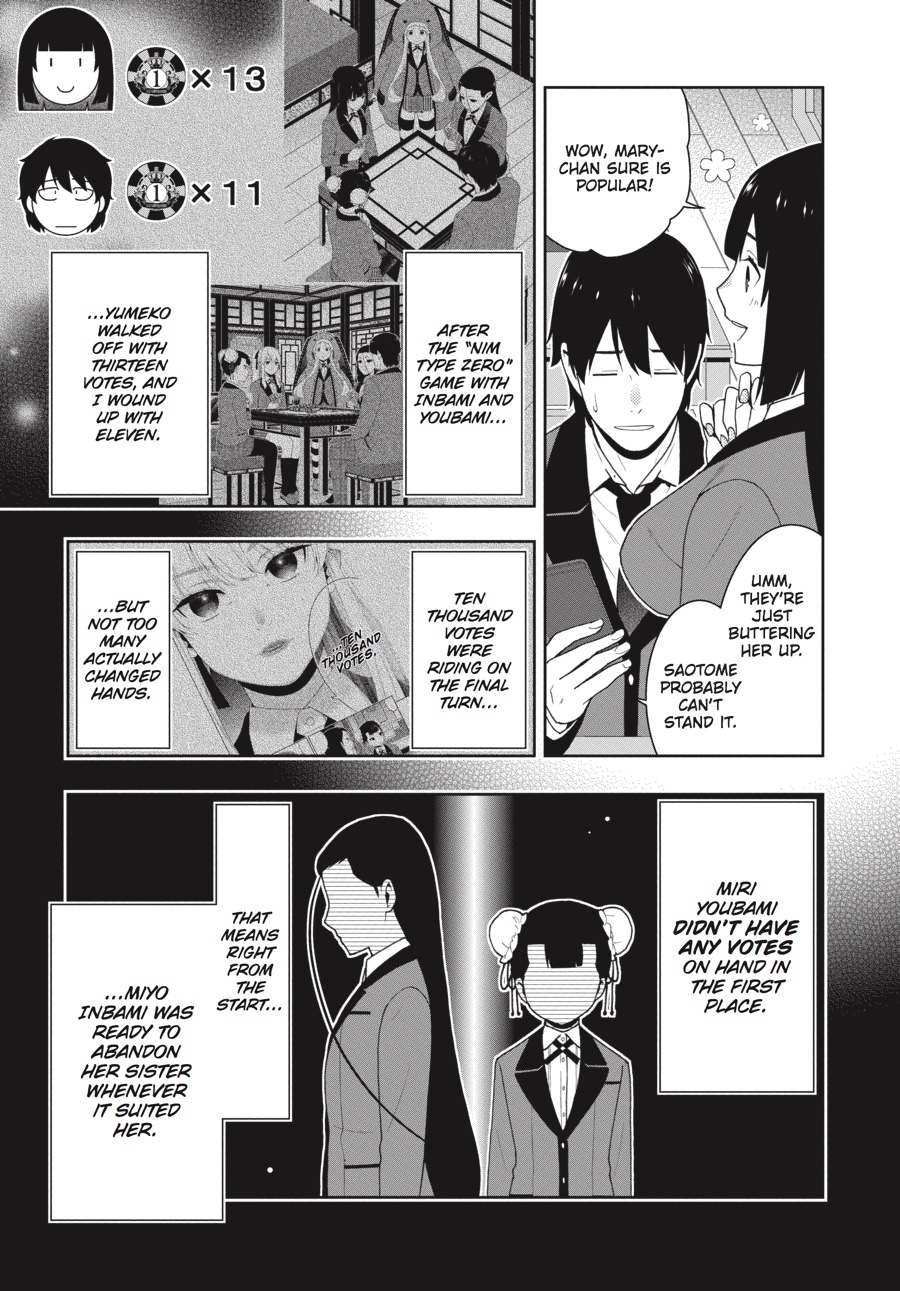 WOW, MARY-
CHAN SURE IS
POPULAR!
UMM,
THEY'RE
JUST
BUTTERING
HER UP.
SAOTOME
PROBABLY
CAN'T
STAND IT.
AFTER
THE "NIM
TYPE ZERO"
GAME WITH
INBAMI AND
YOUBAMI...
1 × 13
1 × 11
...YUMEKO
WALKED
OFF WITH
THIRTEEN
VOTES, AND
I WOUND
UP WITH
ELEVEN.
TEN
THOUSAND
VOTES
WERE
RIDING ON
THE FINAL
TURN...
...TEN
THOUSAND
VOTES.
...BUT
NOT TOO
MANY
ACTUALLY
CHANGED
HANDS.
MIRI
YOUBAMI
DIDN'T HAVE
ANY VOTES
ON HAND IN
THE FIRST
PLACE.
THAT
MEANS
RIGHT
FROM
THE
START...
...MIYO
INBAMI WAS
READY TO
ABANDON
HER SISTER
WHENEVER
IT SUITED
HER.